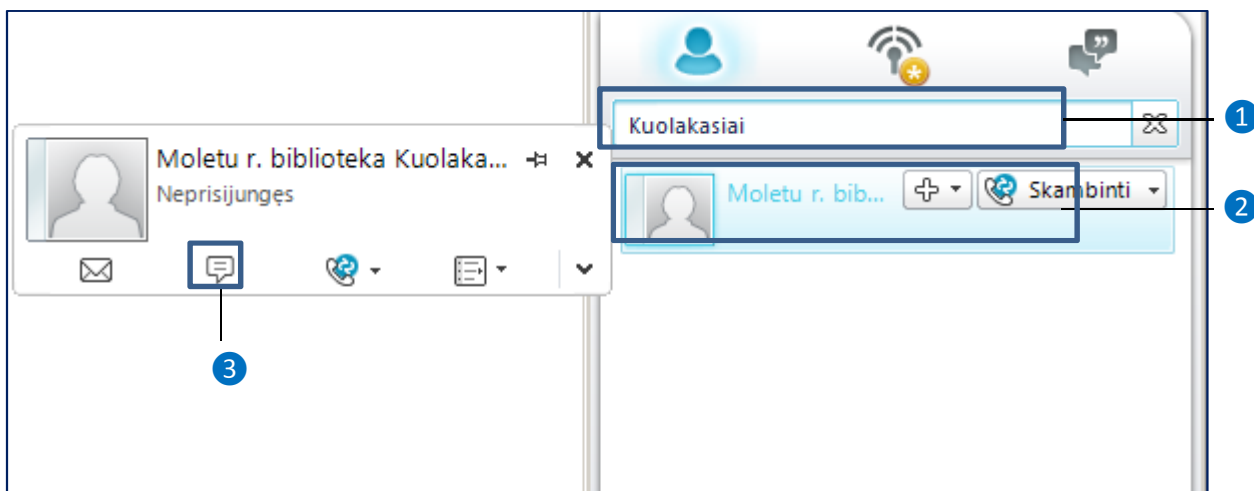 Kuolakasiai
1
Moletu r. biblioteka Kuolaka...
Neprisijungęs
Moletu r. bib...
Skambinti
2
3